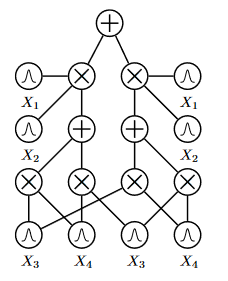 +
X₁ × × X₁
X₂ + + X₂
× × × ×
X₃ X₄ X₃ X₄